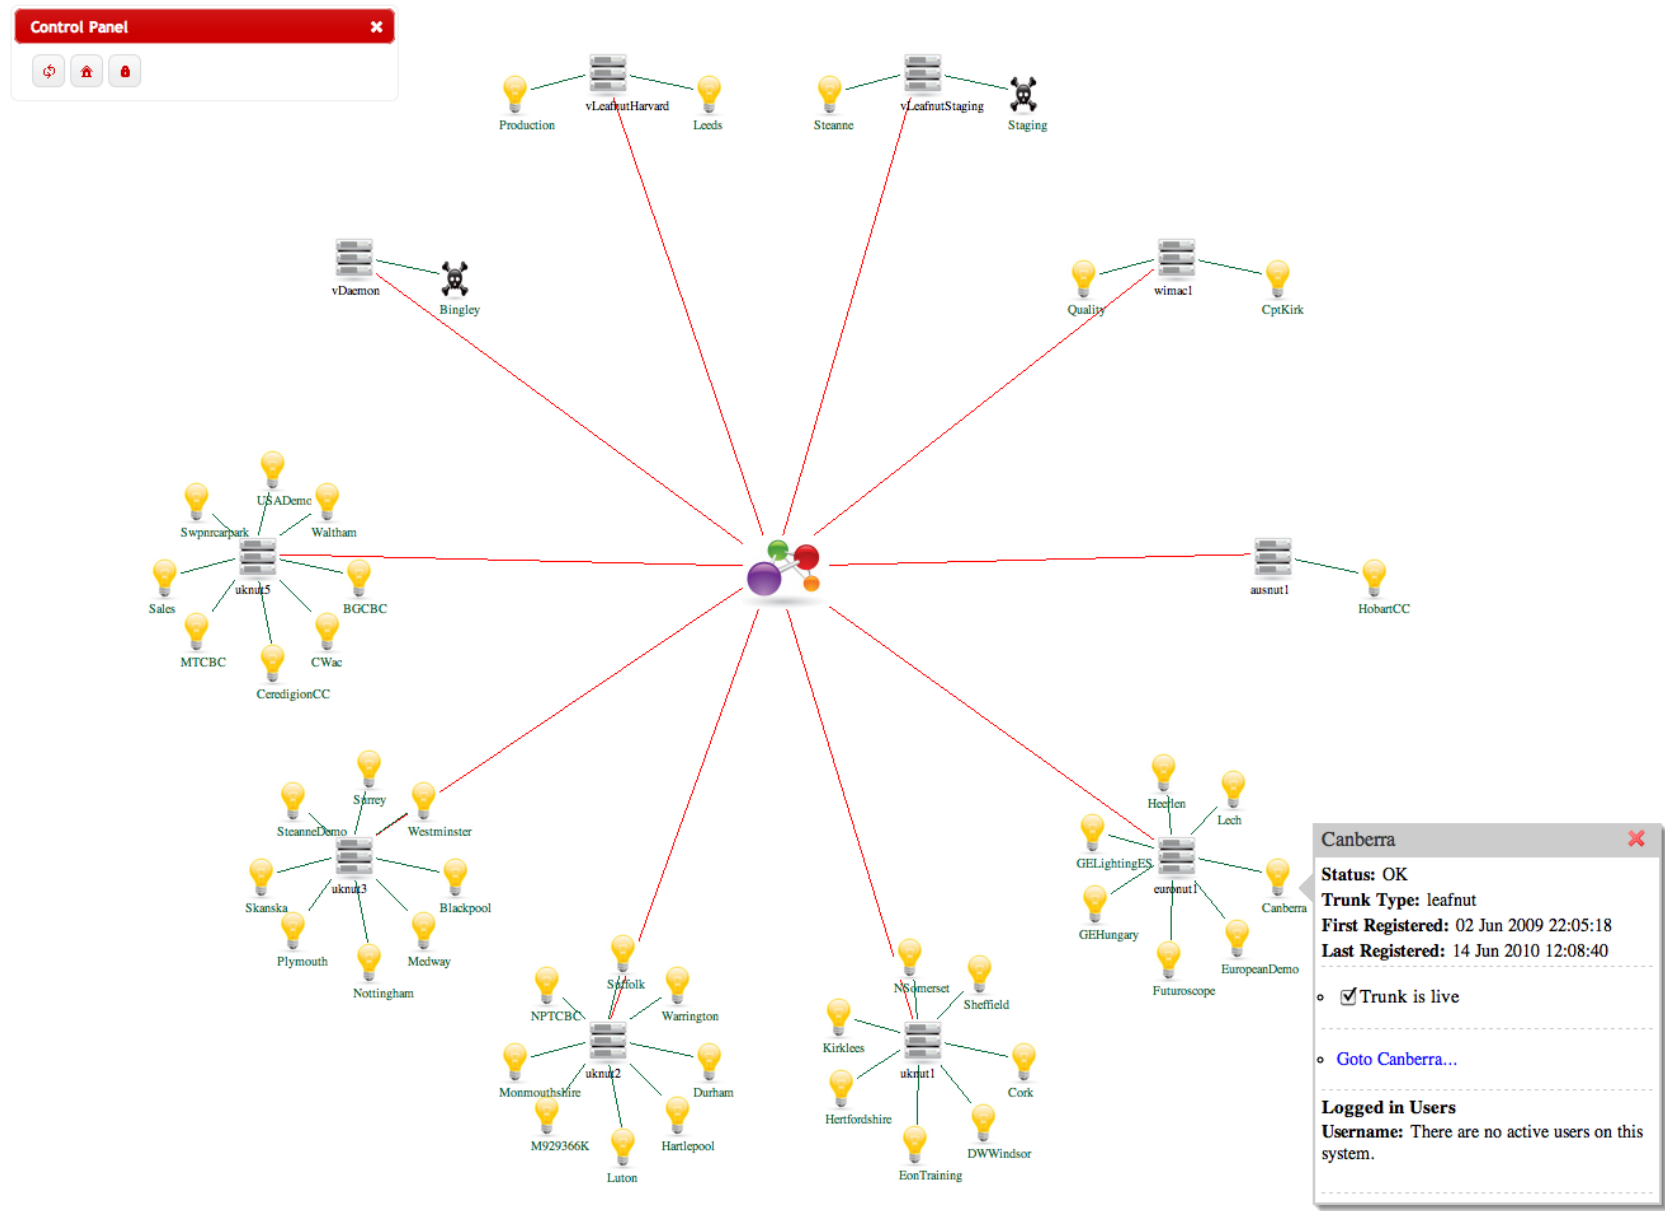 Control Panel
vLeafnutHarvard
vLeafnutStaging
Production
Leeds
Steanne
Staging
vDaemon
wimac1
Bingley
Quality
CptKirk
USADemo
Swpnrcarpark
Waltham
uknut5
ausnut1
Sales
BGCBC
HobartCC
MTCBC
CWac
CeredigionCC
Surrey
Heerlen
SteanneDemo
Westminster
Lech
GELightingES
uknut3
euronut1
Skanska
Blackpool
Canberra
GEHungary
Plymouth
Medway
EuropeanDemo
Nottingham
Futuroscope
Suffolk
NSomerset
NPTCBC
Warrington
Sheffield
Kirklees
uknut2
uknut1
Monmouthshire
Durham
Cork
Hertfordshire
M929366K
Hartlepool
DWWindsor
Luton
EonTraining
Canberra
Status: OK
Trunk Type: leafnut
First Registered: 02 Jun 2009 22:05:18
Last Registered: 14 Jun 2010 12:08:40
Trunk is live
Goto Canberra...
Logged in Users
Username: There are no active users on this
system.